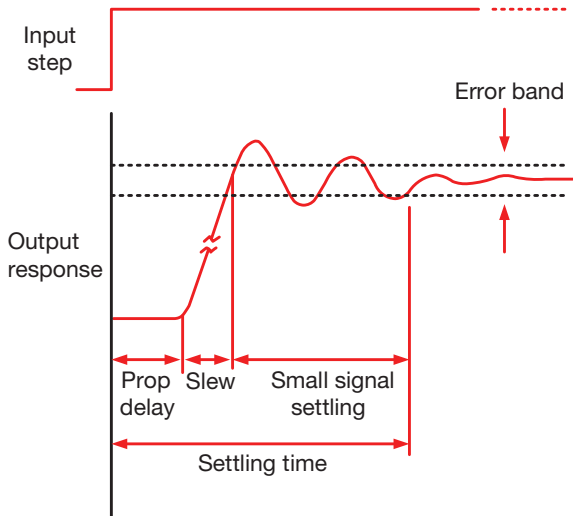 Input
step
Error band
Output
response
Prop
delay
Slew
Small signal
settling
Settling time